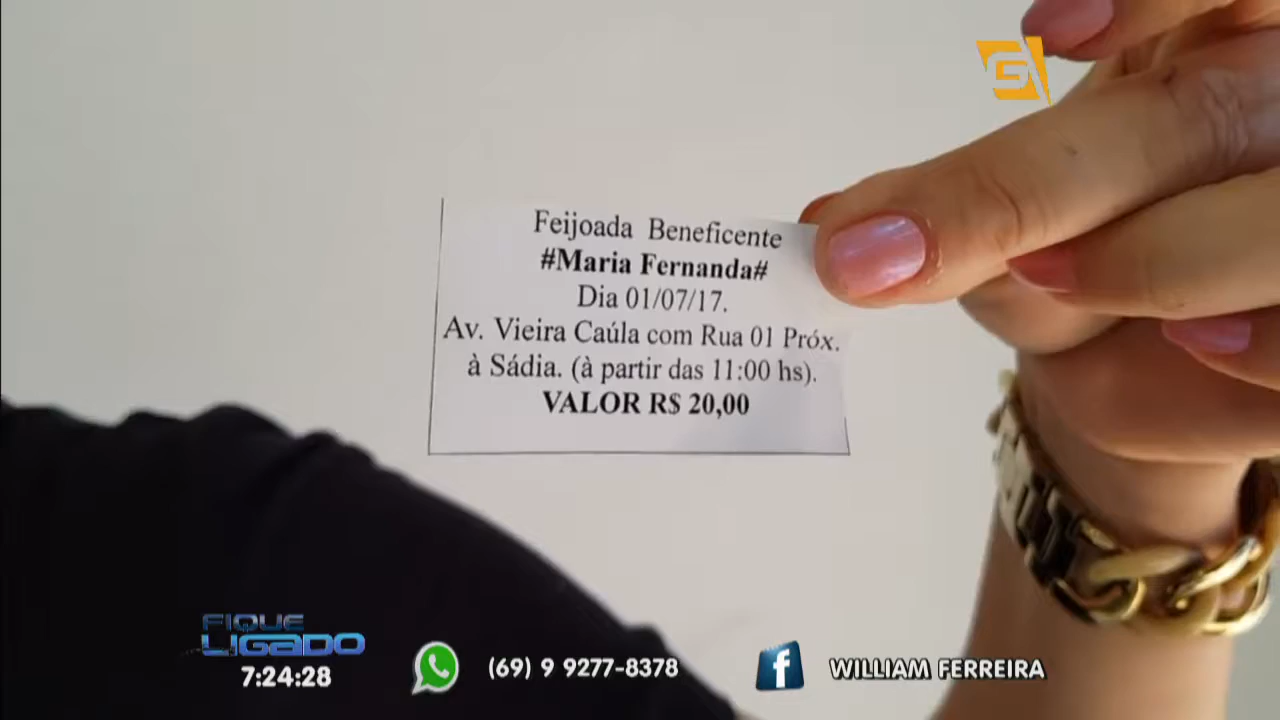 Feijoada Beneficente
#Maria Fernanda#
Dia 01/07/17.
Av. Vieira Caúla com Rua 01 Próx.
à Sádia. (à partir das 11:00 hs).
VALOR R$ 20,00
FIQUE
LIGADO
7:24:28
(69) 9 9277-8378
WILLIAM FERREIRA